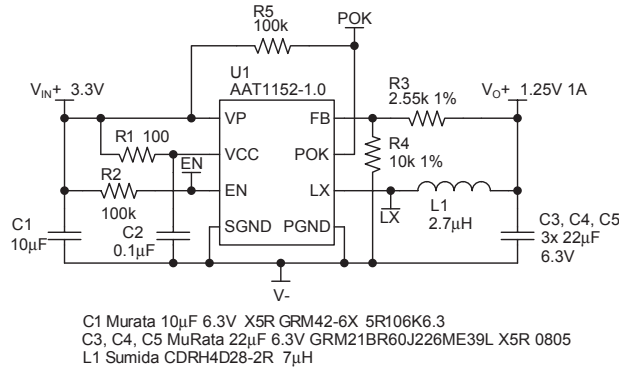 R5
100k
POK
U1
AAT1152-1.0
VIN+ 3.3V
R3
2.55k 1%
VO+ 1.25V 1A
VP
FB
R1 100
R4
10k 1%
VCC
POK
EN
R2
100k
EN
LX
LX
L1
2.7µH
C1
10µF
C2
0.1µF
SGND
PGND
C3, C4, C5
3x 22µF
6.3V
V-
C1 Murata 10µF 6.3V X5R GRM42-6X 5R106K6.3
C3, C4, C5 MuRata 22µF 6.3V GRM21BR60J226ME39L X5R 0805
L1 Sumida CDRH4D28-2R 7µH